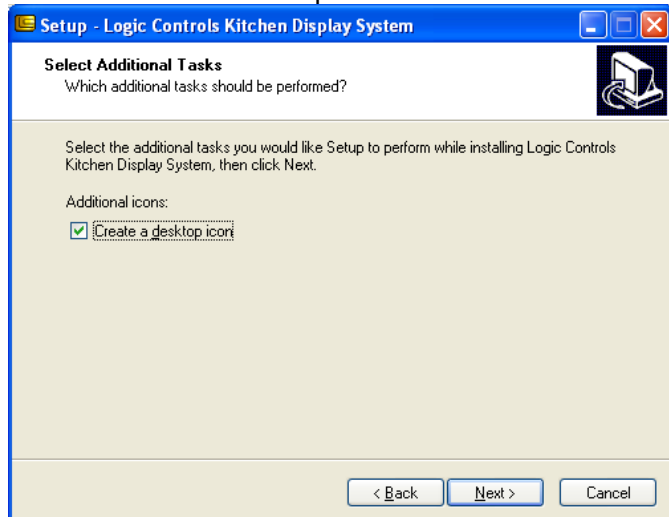 Setup - Logic Controls Kitchen Display System
Select Additional Tasks
Which additional tasks should be performed?
Select the additional tasks you would like Setup to perform while installing Logic Controls
Kitchen Display System, then click Next.
Additional icons:
Create a desktop icon
< Back
Next >
Cancel